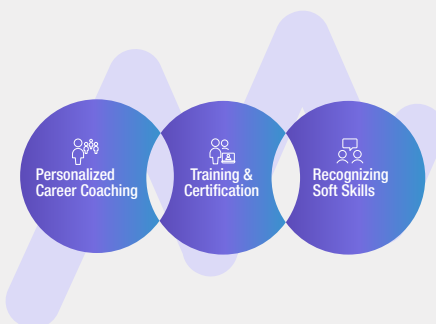 Personalized
Career Coaching
Training &
Certification
Recognizing
Soft Skills